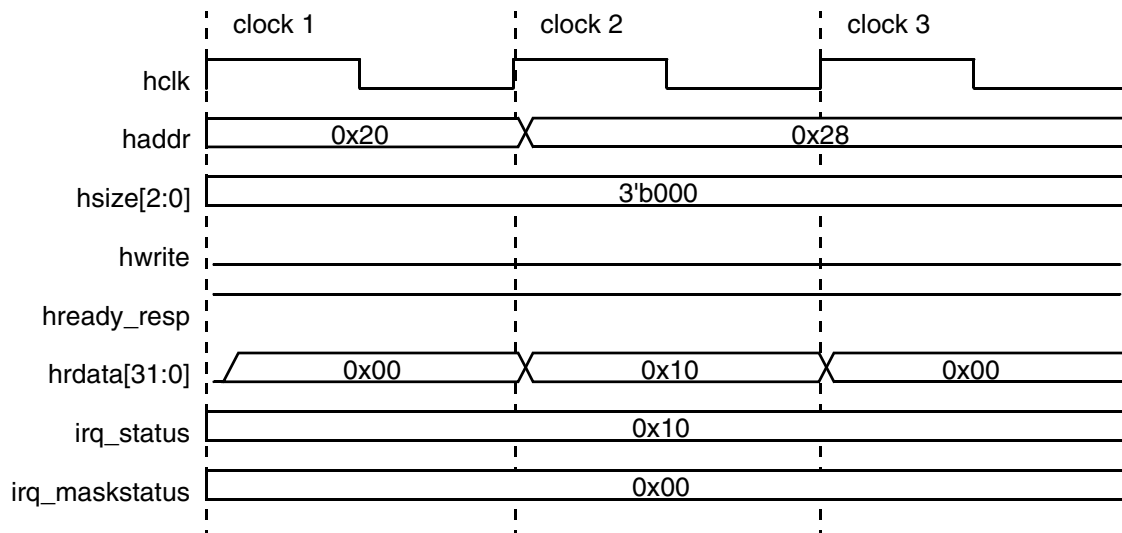 clock 1 clock 2 clock 3
hclk
haddr 0x20 0x28
hsize[2:0] 3'b000
hwrite
hready_resp
hrdata[31:0] 0x00 0x10 0x00
irq_status 0x10
irq_maskstatus 0x00